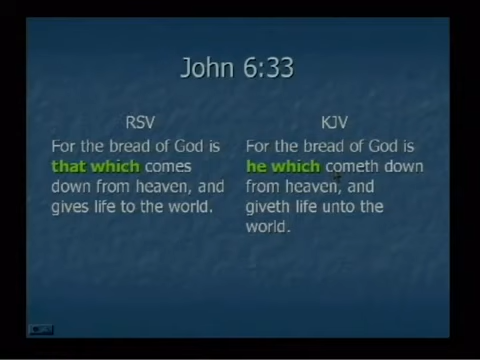 John 6:33
RSV
For the bread of God is
that which comes
down from heaven, and
gives life to the world.
KJV
For the bread of God is
he which cometh down
from heaven, and
giveth life unto the
world.